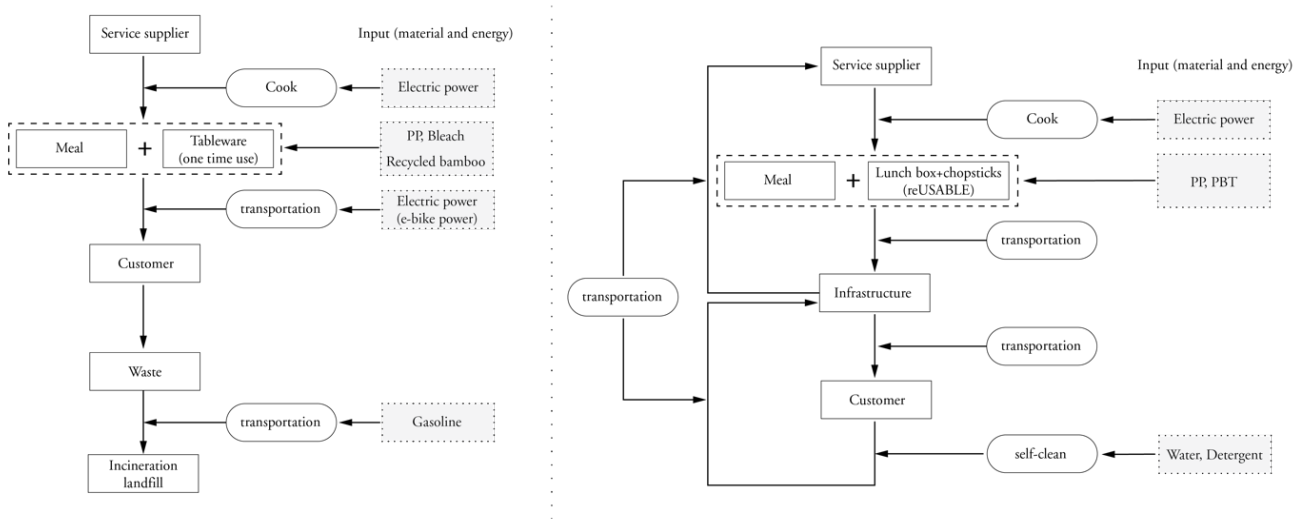 Service supplier
Input (material and energy)
Cook
Electric power
Meal
+
Tableware
(one time use)
PP, Bleach
Recycled bamboo
transportation
Electric power
(e-bike power)
Customer
Waste
transportation
Gasoline
Incineration
landfill
Service supplier
Input (material and energy)
Cook
Electric power
Meal
+
Lunch box+chopsticks
(reUSABLE)
PP, PBT
transportation
transportation
Infrastructure
transportation
Customer
self-clean
Water, Detergent